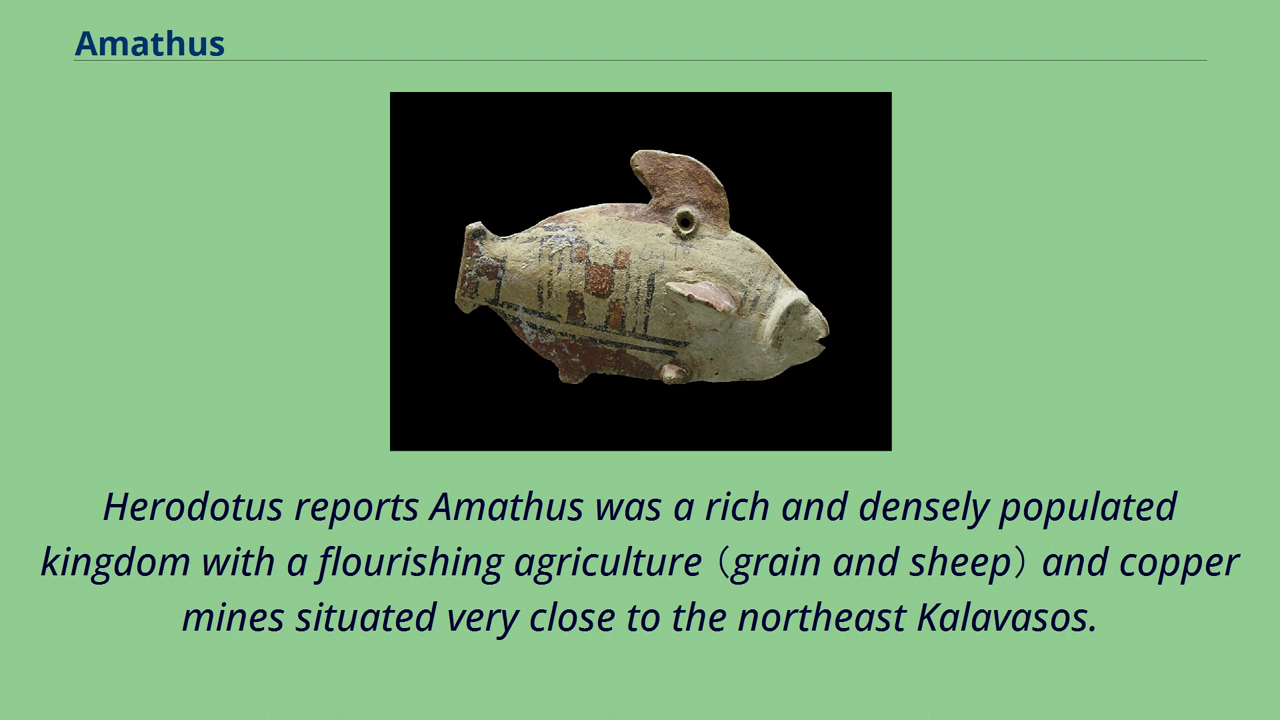 Amathus
Herodotus reports Amathus was a rich and densely populated
kingdom with a flourishing agriculture（grain and sheep）and copper
mines situated very close to the northeast Kalavasos.